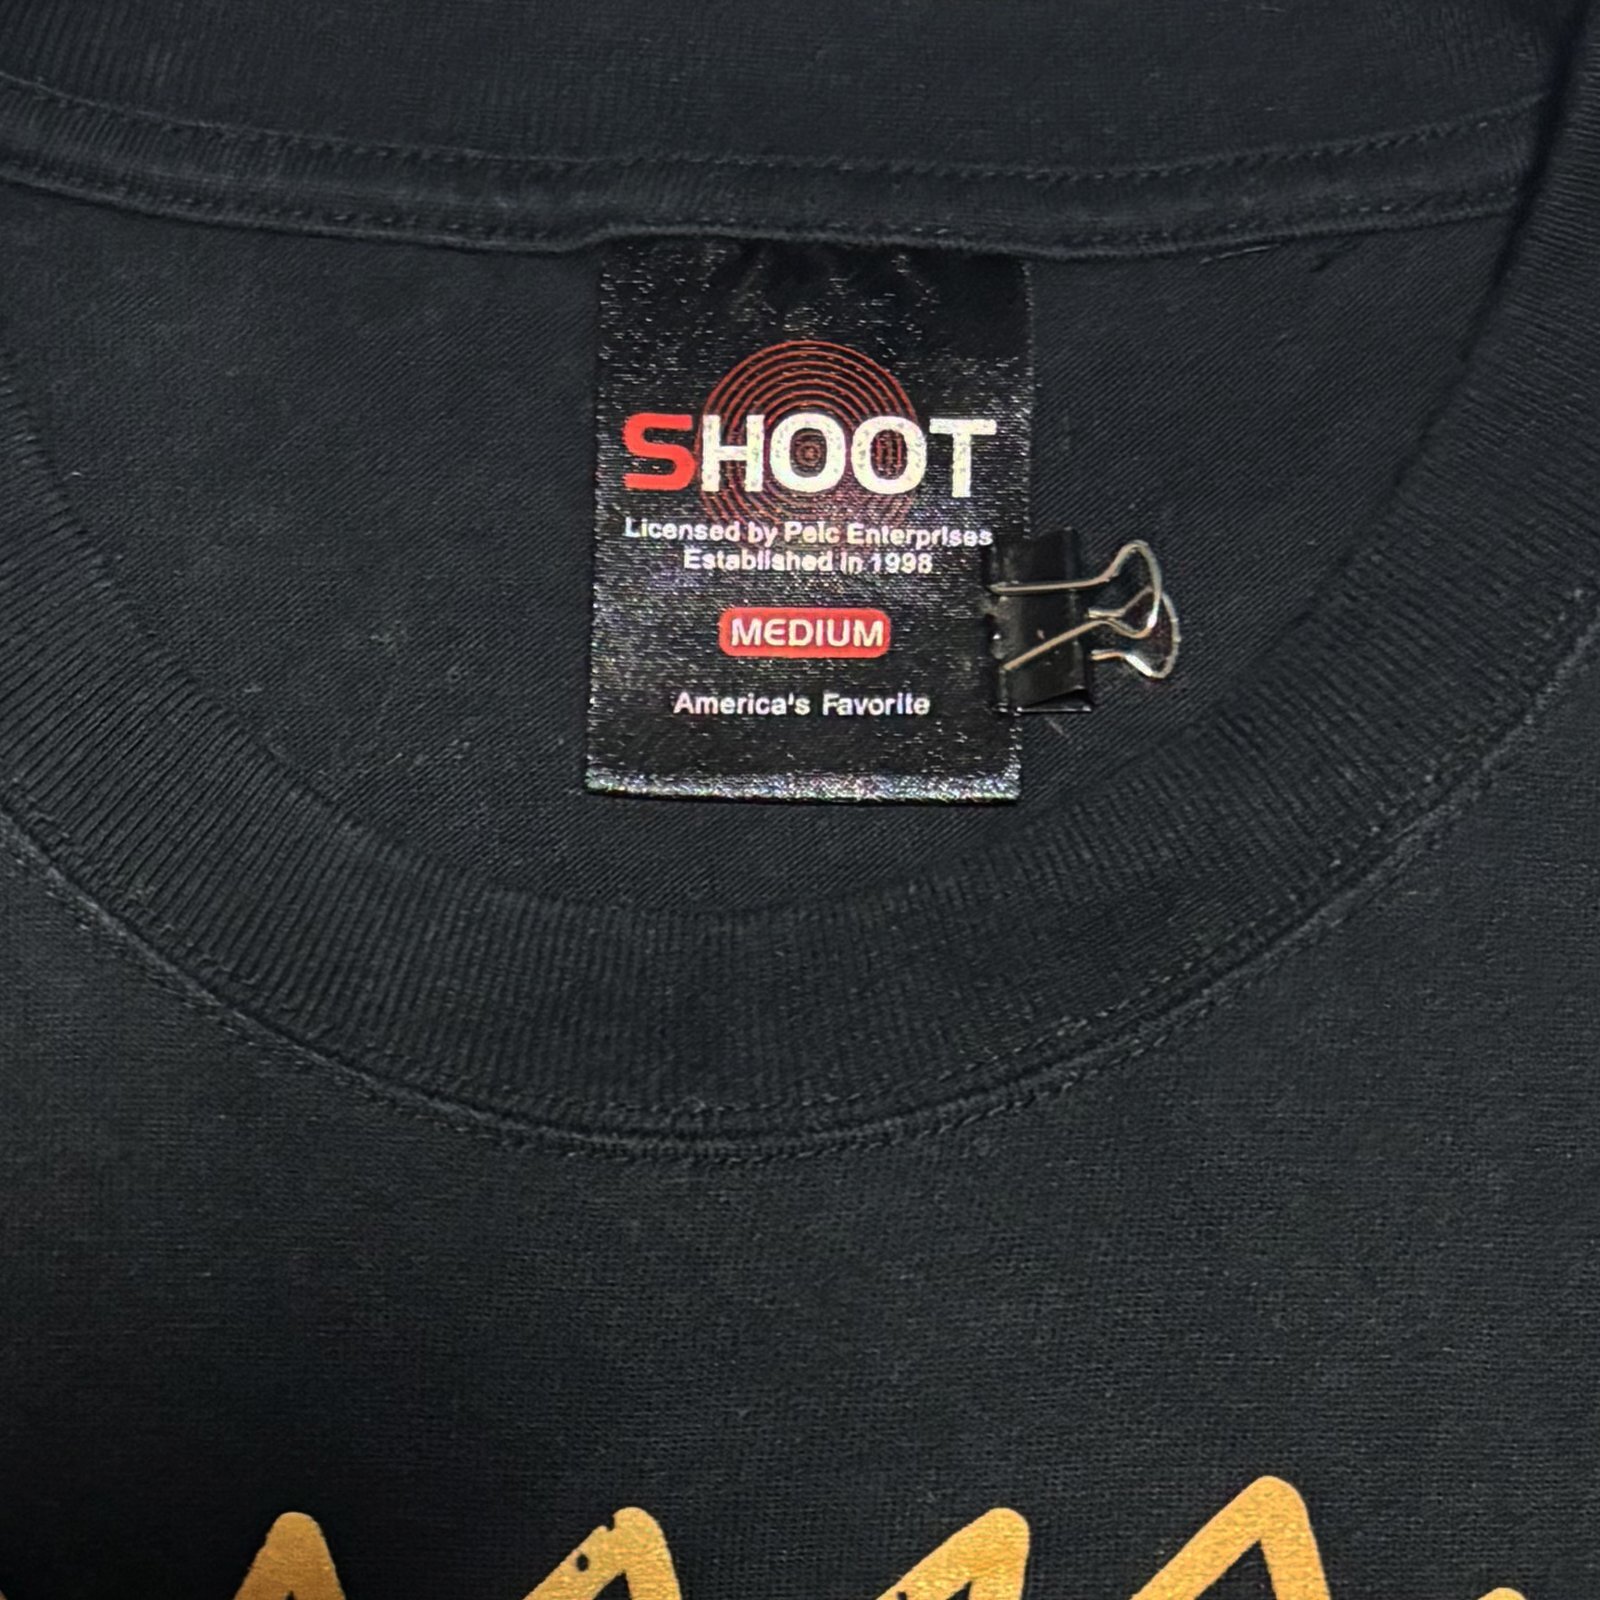 SHOOT
Licensed by Pelc Enterprises
Established in 1998
MEDIUM
America's Favorite